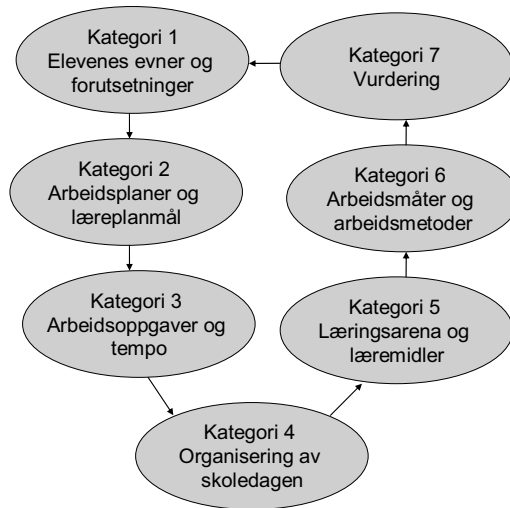 Kategori 1
Elevenes evner og
forutsetninger
Kategori 2
Arbeidsplaner og
læreplanmål
Kategori 3
Arbeidsoppgaver og
tempo
Kategori 4
Organisering av
skoledagen
Kategori 5
Læringsarena og
læremidler
Kategori 6
Arbeidsmåter og
arbeidsmetoder
Kategori 7
Vurdering